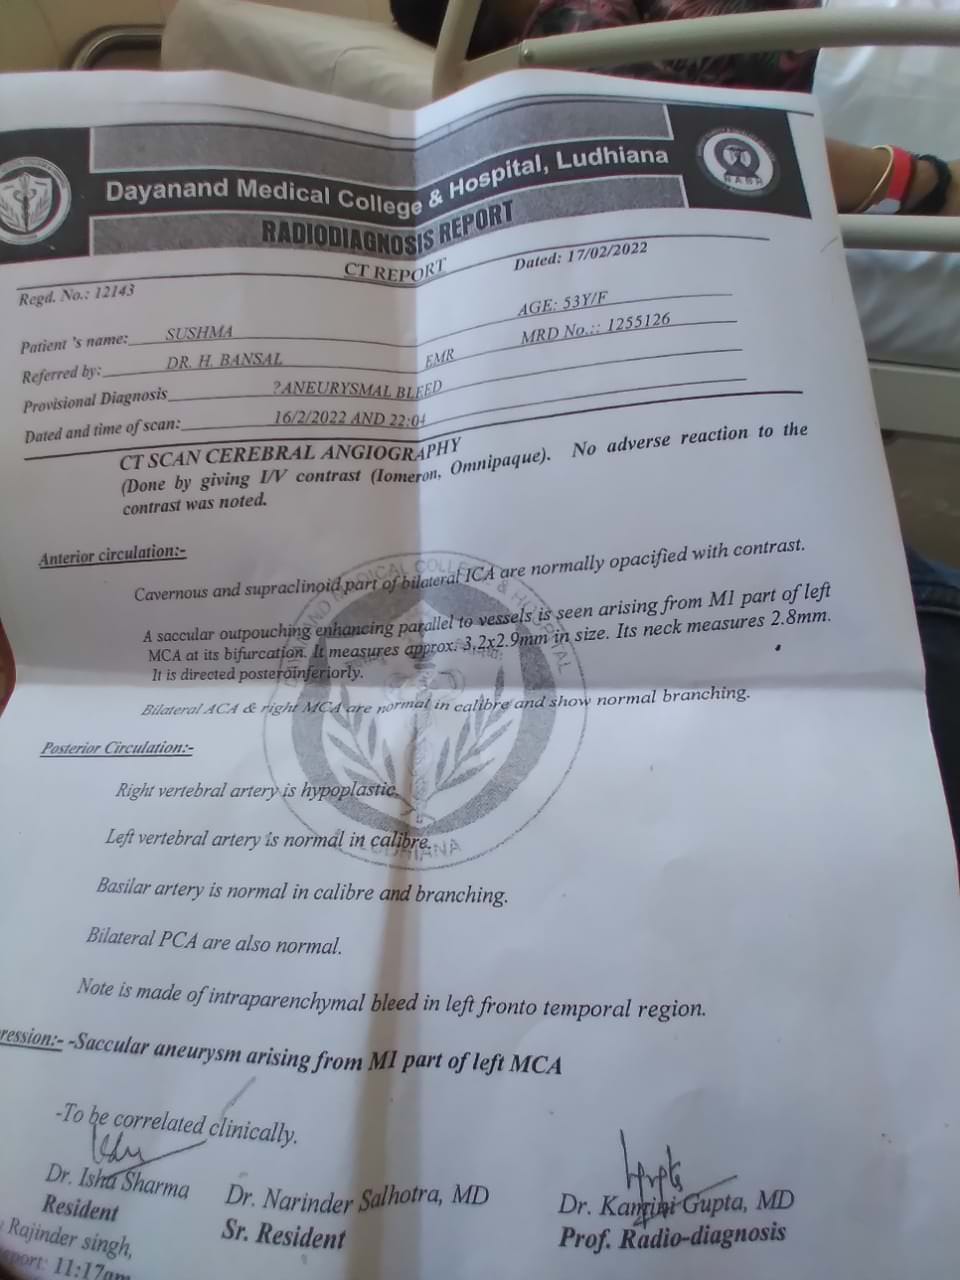 Dayanand Medical College & Hospital, Ludhiana
RADIODIAGNOSIS REPORT
CT REPORT
Dated: 17/02/2022
Regd. No.: 12143
AGE: 53Y/F
Patient 's name: SUSHMA
MRD No.:: 1255126
Referred by: DR. H. BANSAL EMR
Provisional Diagnosis ?ANEURYSMAL BLEED
Dated and time of scan: 16/2/2022 AND 22:04
CT SCAN CEREBRAL ANGIOGRAPHY
(Done by giving I/V contrast (Iomeron, Omnipaque). No adverse reaction to the
contrast was noted.
Anterior circulation:-
Cavernous and supraclinoid part of bilateral ICA are normally opacified with contrast.
A saccular outpouching enhancing parallel to vessels is seen arising from M1 part of left
MCA at its bifurcation. It measures approx. 3.2x2.9mm in size. Its neck measures 2.8mm.
It is directed posteroinferiorly.
Bilateral ACA & right MCA are normal in calibre and show normal branching.
Posterior Circulation:-
Right vertebral artery is hypoplastic.
Left vertebral artery is normal in calibre.
Basilar artery is normal in calibre and branching.
Bilateral PCA are also normal.
Note is made of intraparenchymal bleed in left fronto temporal region.
ression:- -Saccular aneurysm arising from M1 part of left MCA
-To be correlated clinically.
Dr. Isha Sharma
Resident
Dr. Narinder Salhotra, MD
Sr. Resident
Dr. Kamini Gupta, MD
Prof. Radio-diagnosis
Rajinder singh,
port: 11:17am